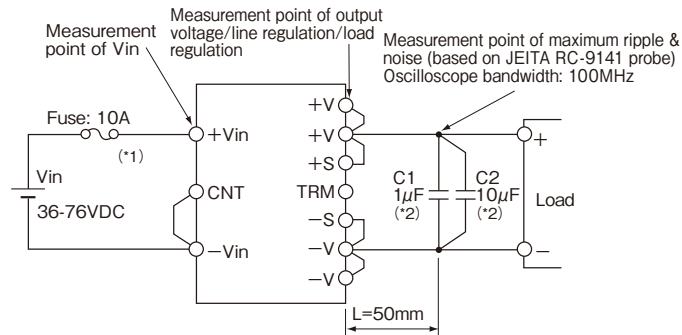 Measurement
point of Vin
Measurement point of output
voltage/line regulation/load
regulation
Measurement point of maximum ripple &
noise (based on JEITA RC-9141 probe)
Oscilloscope bandwidth: 100MHz
Fuse: 10A
(*1)
Vin
36-76VDC
+Vin
CNT
−Vin
+V
+V
+S
TRM
−S
−V
−V
C1
1μF
(*2)
C2
10μF
(*2)
+
Load
−
L=50mm